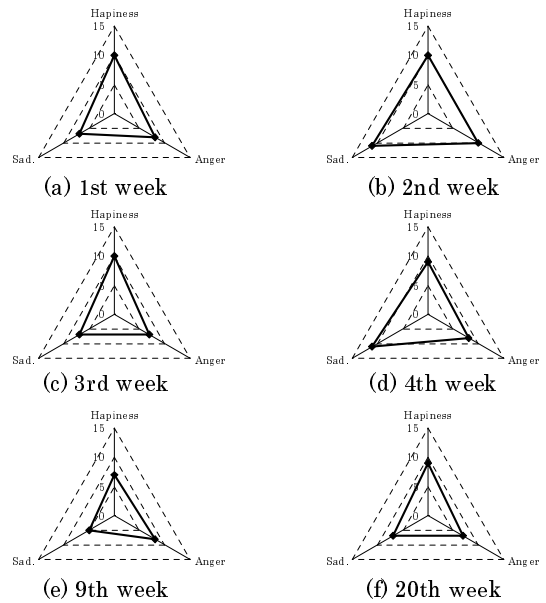 Hapiness
15
10
5
0
Sad.
Anger
(a) 1st week
Hapiness
15
10
5
0
Sad.
Anger
(b) 2nd week
Hapiness
15
10
5
0
Sad.
Anger
(c) 3rd week
Hapiness
15
10
5
0
Sad.
Anger
(d) 4th week
Hapiness
15
10
5
0
Sad.
Anger
(e) 9th week
Hapiness
15
10
5
0
Sad.
Anger
(f) 20th week